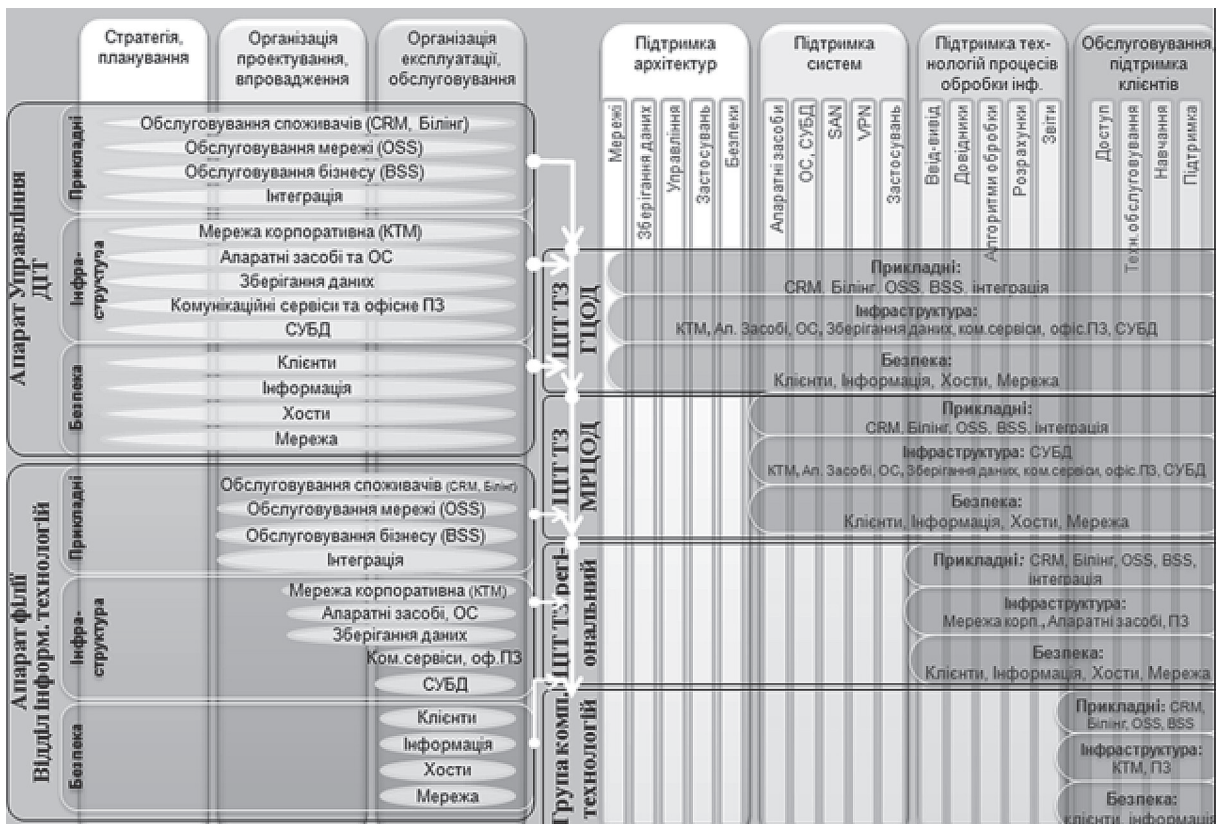 Стратегія,
планування
Організація
проектування,
впровадження
Організація
експлуатації,
обслуговування
Апарат Управління
ДІТ
Прикладні
Обслуговування споживачів (CRM, Білінг)
Обслуговування мережі (OSS)
Обслуговування бізнесу (BSS)
Інтеграція
Інфра-
структура
Мережа корпоративна (КТМ)
Апаратні засобі та ОС
Зберігання даних
Комунікаційні сервіси та офісне ПЗ
СУБД
Безпека
Клієнти
Інформація
Хости
Мережа
Апарат філії
Відділ інформ. технологій
Прикладні
Обслуговування споживачів (CRM, Білінг)
Обслуговування мережі (OSS)
Обслуговування бізнесу (BSS)
Інтеграція
Інфра-
структура
Мережа корпоративна (КТМ)
Апаратні засобі, ОС
Зберігання даних
Ком.сервіси, оф.ПЗ
СУБД
Безпека
Клієнти
Інформація
Хости
Мережа
Підтримка
архітектур
Мережі
Зберігання даних
Управління
Застосувань
Безпеки
Підтримка
систем
Апаратні засоби
ОС, СУБД
SAN
VPN
Застосувань
Підтримка тех-
нологій процесів
обробки інф.
Ввід-вивід
Довідники
Алгоритми обробки
Розрахунки
Звіти
Обслуговування,
підтримка
клієнтів
Доступ
Техн.обслуговування
Навчання
Підтримка
ЦПТ ТЗ
ГЦОД
Прикладні:
CRM, Білінг, OSS, BSS, інтеграція
Інфраструктура:
КТМ, Ап. Засобі, ОС, Зберігання даних, ком.сервіси, офіс.ПЗ, СУБД
Безпека:
Клієнти, Інформація, Хости, Мережа
ЦПТ ТЗ
МРЦОД
Прикладні:
CRM, Білінг, OSS, BSS, інтеграція
Інфраструктура: СУБД
КТМ, Ап. Засобі, ОС, Зберігання даних, ком.сервіси, офіс.ПЗ, СУБД
Безпека:
Клієнти, Інформація, Хости, Мережа
ЦПТ ТЗ регі-
ональний
Прикладні: CRM, Білінг, OSS, BSS,
інтеграція
Інфраструктура:
Мережа корп., Апаратні засобі, ПЗ
Безпека:
Клієнти, Інформація, Хости, Мережа
Група комп.
технологій
Прикладні: CRM,
Білінг, OSS, BSS
Інфраструктура:
КТМ, ПЗ
Безпека:
клієнти, інформація